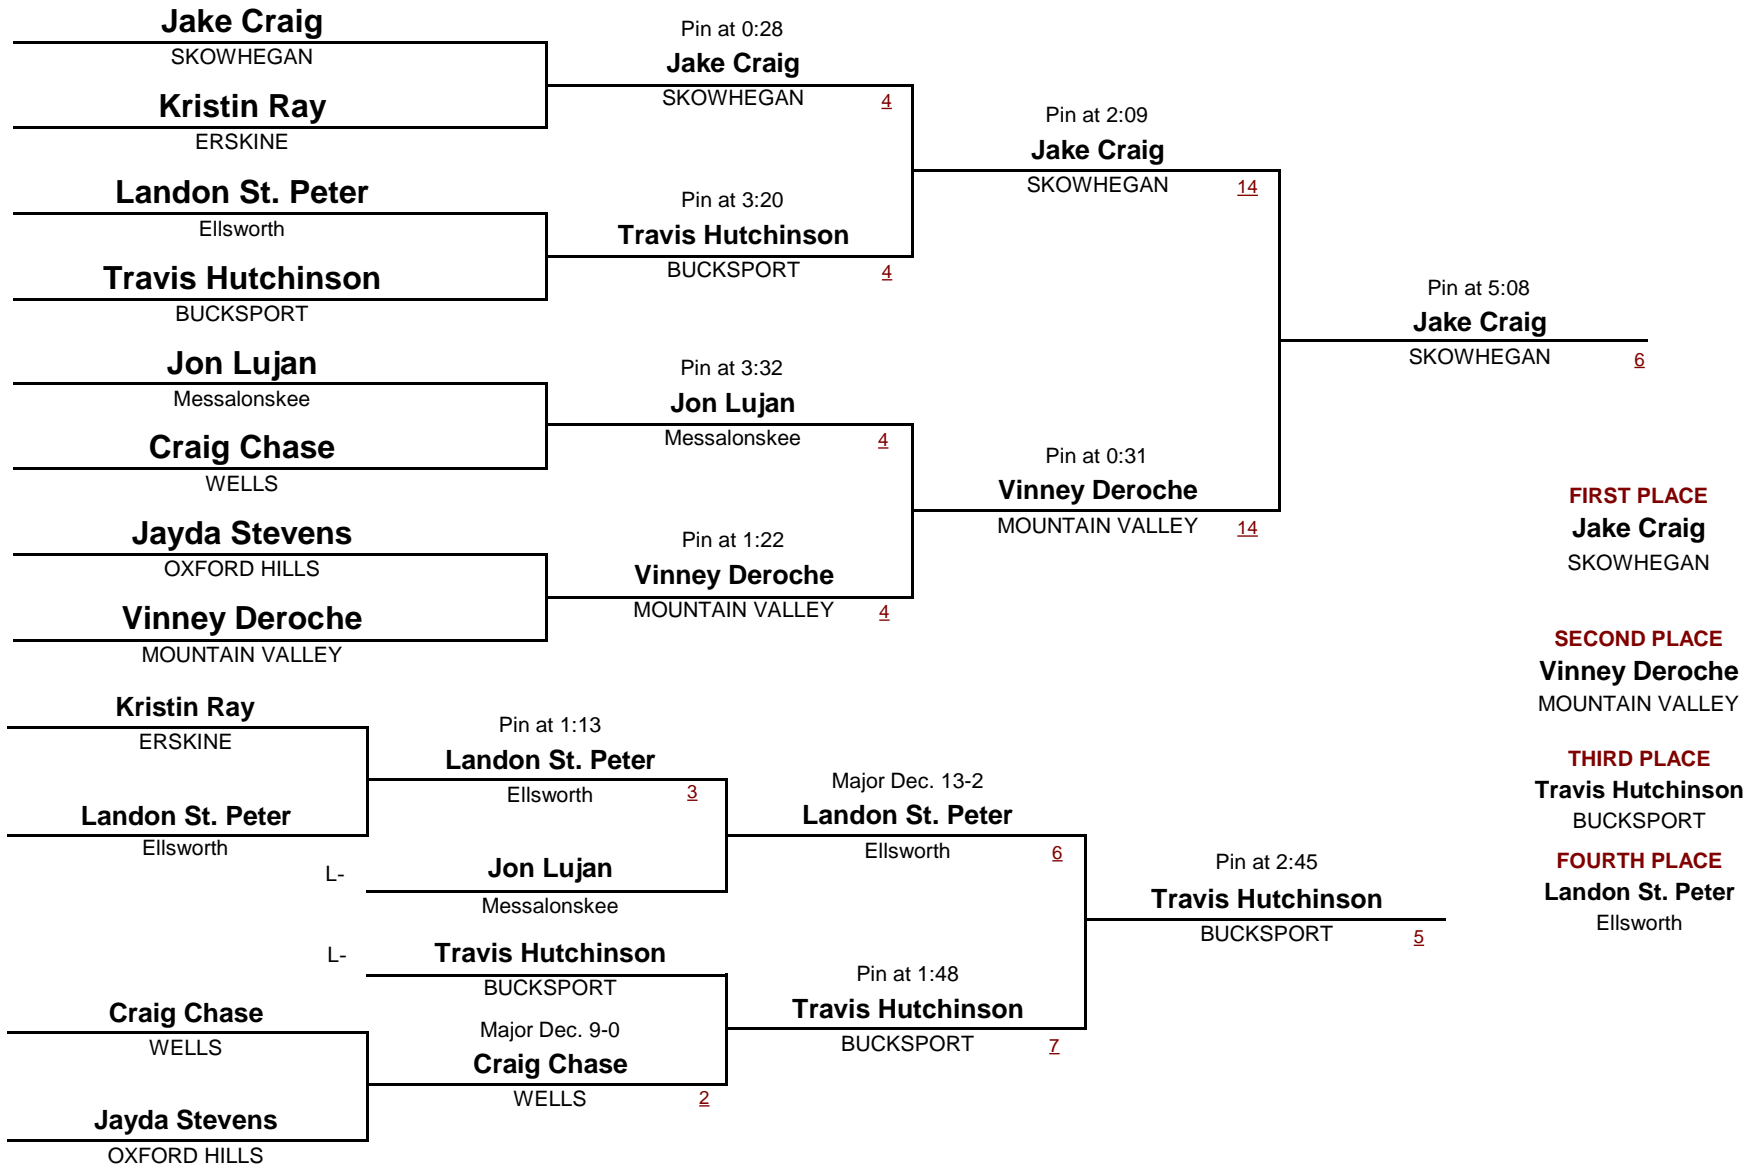 Jake Craig
SKOWHEGAN
Kristin Ray
ERSKINE
Landon St. Peter
Ellsworth
Travis Hutchinson
BUCKSPORT
Jon Lujan
Messalonskee
Craig Chase
WELLS
Jayda Stevens
OXFORD HILLS
Vinney Deroche
MOUNTAIN VALLEY
Pin at 0:28
Jake Craig
SKOWHEGAN 4
Pin at 3:20
Travis Hutchinson
BUCKSPORT 4
Pin at 3:32
Jon Lujan
Messalonskee 4
Pin at 1:22
Vinney Deroche
MOUNTAIN VALLEY 4
Pin at 2:09
Jake Craig
SKOWHEGAN 14
Pin at 0:31
Vinney Deroche
MOUNTAIN VALLEY 14
Pin at 5:08
Jake Craig
SKOWHEGAN 6
FIRST PLACE
Jake Craig
SKOWHEGAN
SECOND PLACE
Vinney Deroche
MOUNTAIN VALLEY
THIRD PLACE
Travis Hutchinson
BUCKSPORT
FOURTH PLACE
Landon St. Peter
Ellsworth
Kristin Ray
ERSKINE
Landon St. Peter
Ellsworth
Craig Chase
WELLS
Jayda Stevens
OXFORD HILLS
Pin at 1:13
Landon St. Peter
Ellsworth 3
L- Jon Lujan
Messalonskee
L- Travis Hutchinson
BUCKSPORT
Major Dec. 9-0
Craig Chase
WELLS 2
Major Dec. 13-2
Landon St. Peter
Ellsworth 6
Pin at 1:48
Travis Hutchinson
BUCKSPORT 7
Pin at 2:45
Travis Hutchinson
BUCKSPORT 5